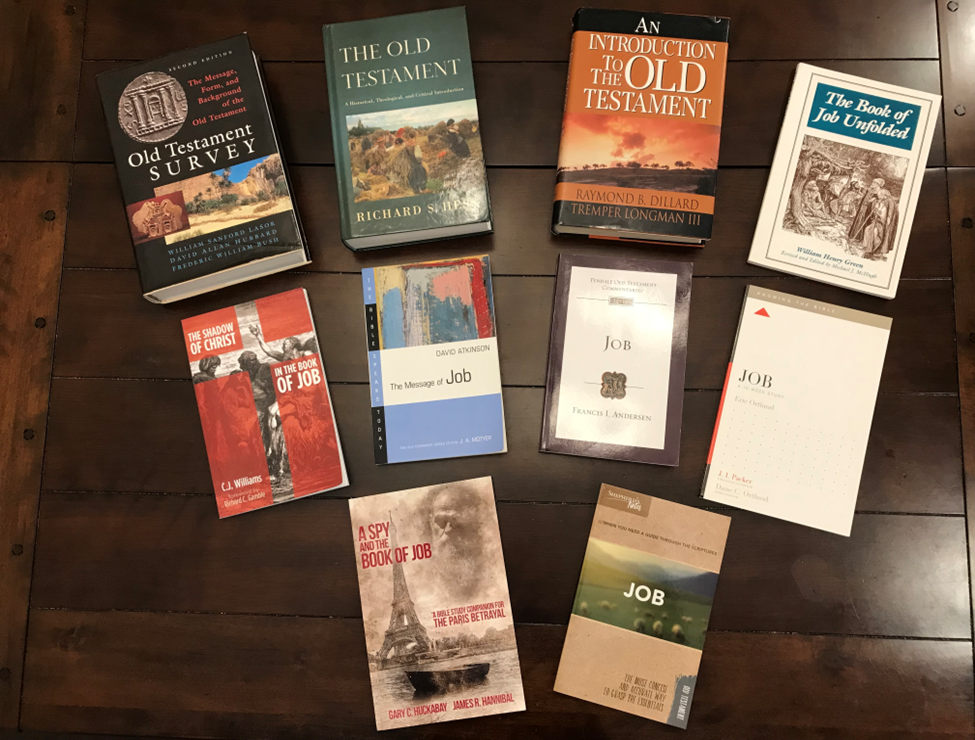 SECOND EDITION
The Message,
Form, and
Background
of the
Old Testament
Old Testament
SURVEY
WILLIAM SANFORD LASOR
DAVID ALLAN HUBBARD
FREDERIC WILLIAM BUSH
THE OLD
TESTAMENT
A Historical, Theological, and Critical Introduction
RICHARD S. HESS
AN
INTRODUCTION
TO
THE OLD
TESTAMENT
RAYMOND B. DILLARD
TREMPER LONGMAN III
The Book of
Job Unfolded
William Henry Green
Revised and Edited by Michael J. McHugh
THE SHADOW
OF CHRIST
IN THE BOOK
OF JOB
C.J. Williams
Foreword by
Richard C. Gamble
THE BIBLE SPEAKS TODAY
DAVID ATKINSON
The Message of Job
J. A. MOTYER
TYNDALE OLD TESTAMENT
COMMENTARIES
JOB
FRANCIS I. ANDERSEN
KNOWING THE BIBLE
JOB
A 12-WEEK STUDY
Eric Ortlund
J. I. Packer
Dane C. Ortlund
A SPY
AND THE
BOOK OF JOB
A BIBLE STUDY COMPANION FOR
THE PARIS BETRAYAL
GARY C. HUCKABAY JAMES R. HANNIBAL
SHEPHERD'S
Notes
WHEN YOU NEED A GUIDE THROUGH THE SCRIPTURES
JOB
THE MOST CONCISE
AND ACCURATE WAY
TO GRASP THE ESSENTIALS
OLD TESTAMENT